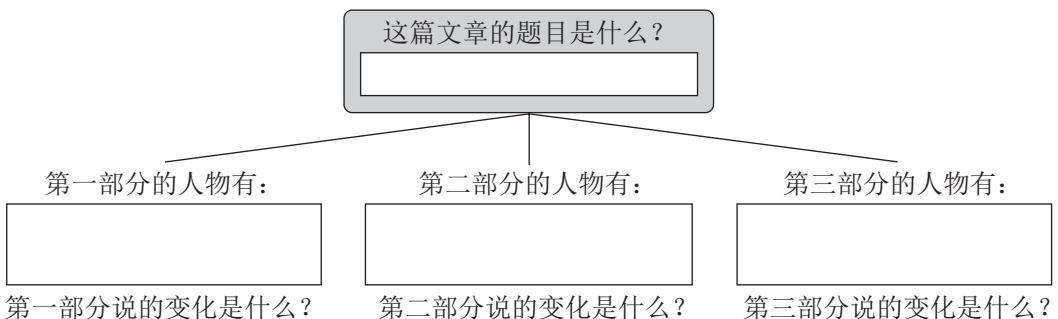 这篇文章的题目是什么？
第一部分的人物有：
第二部分的人物有：
第三部分的人物有：
第一部分说的变化是什么？
第二部分说的变化是什么？
第三部分说的变化是什么？